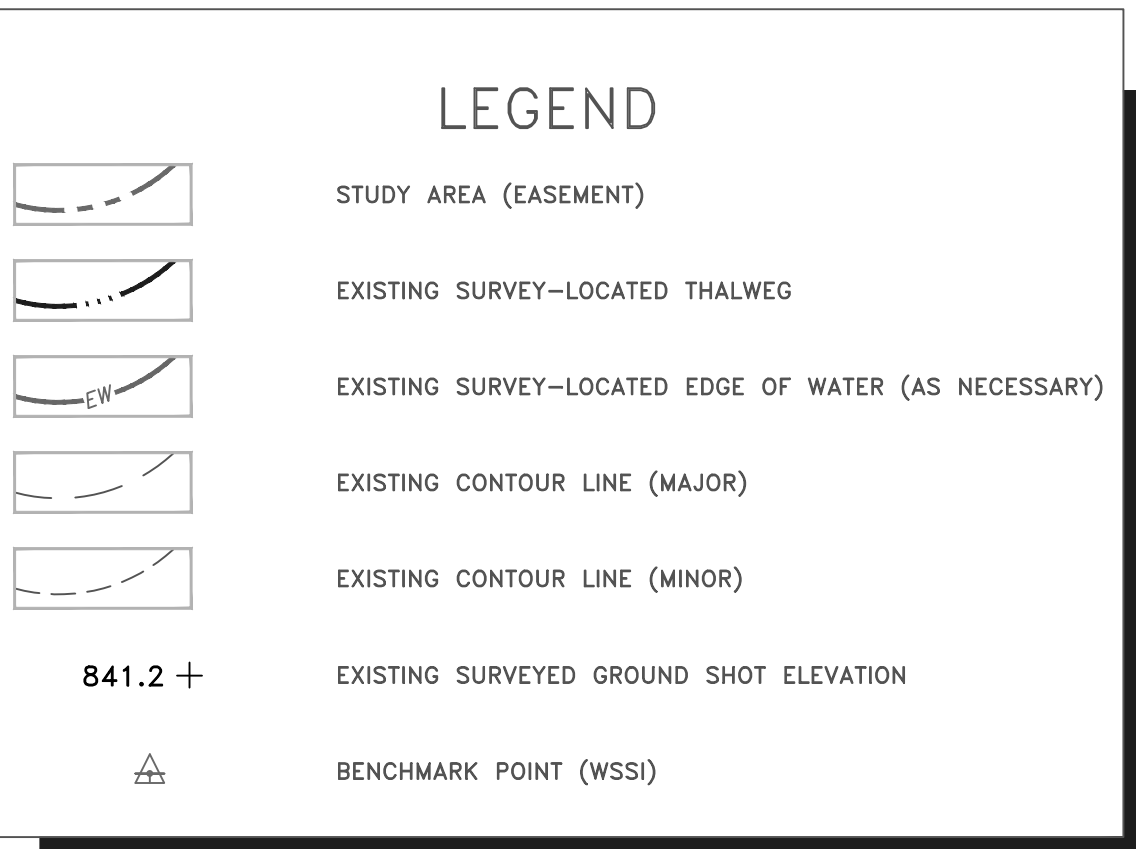 LEGEND
STUDY AREA (EASEMENT)
EXISTING SURVEY-LOCATED THALWEG
EW EXISTING SURVEY-LOCATED EDGE OF WATER (AS NECESSARY)
EXISTING CONTOUR LINE (MAJOR)
EXISTING CONTOUR LINE (MINOR)
841.2 + EXISTING SURVEYED GROUND SHOT ELEVATION
BENCHMARK POINT (WSSI)